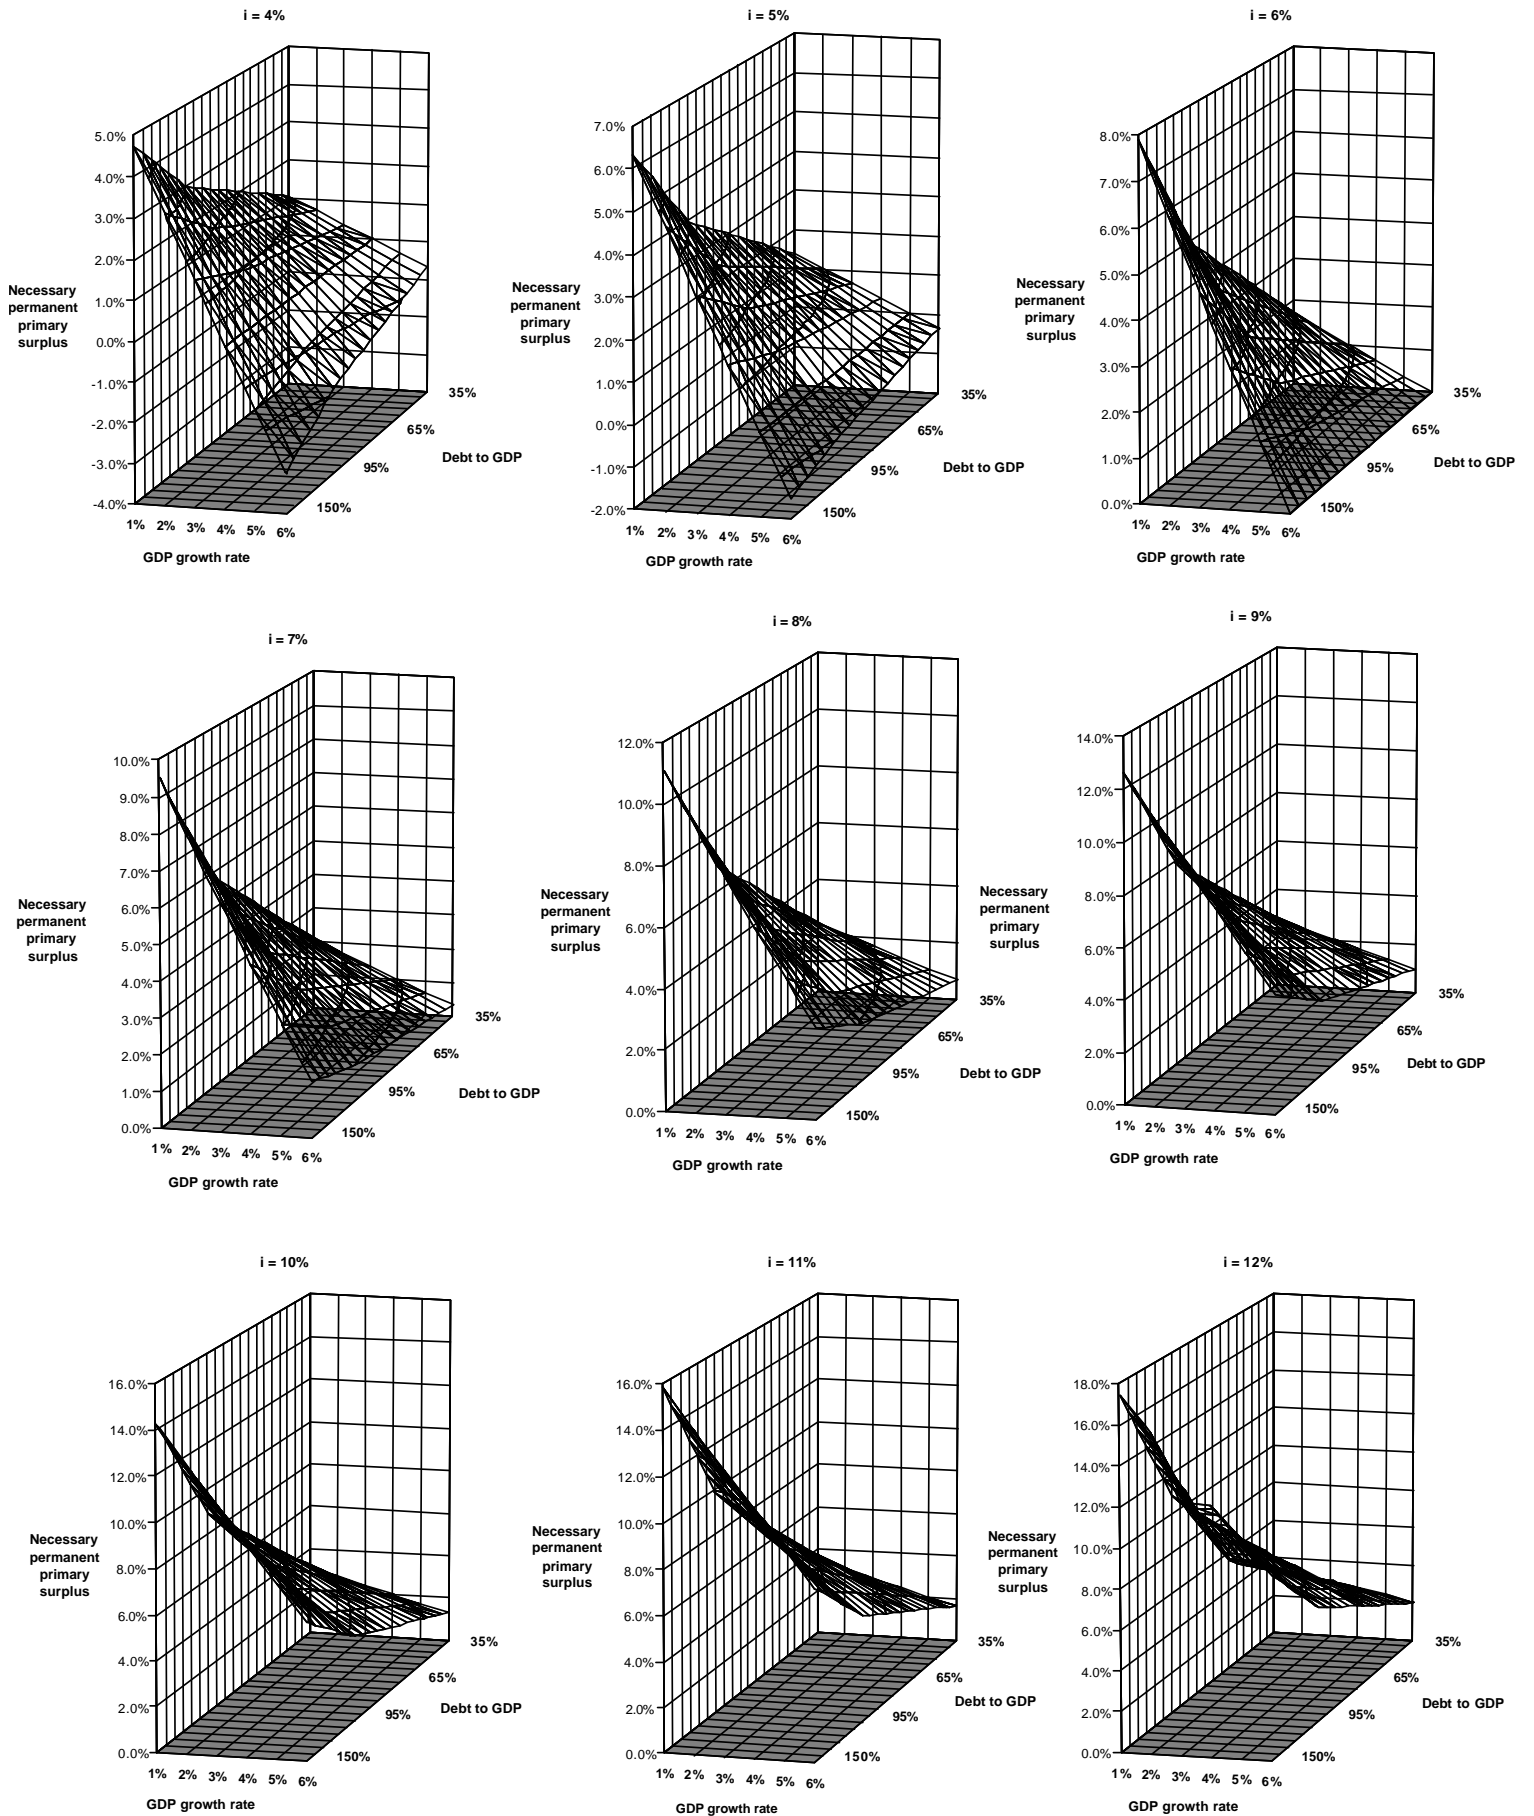 i = 4%
5.0%
4.0%
3.0%
2.0%
1.0%
0.0%
-1.0%
-2.0%
-3.0%
-4.0%
Necessary
permanent
primary
surplus
1% 2% 3% 4% 5% 6%
GDP growth rate
150%
95%
65%
35%
Debt to GDP
i = 5%
7.0%
6.0%
5.0%
4.0%
3.0%
2.0%
1.0%
0.0%
-1.0%
-2.0%
Necessary
permanent
primary
surplus
1% 2% 3% 4% 5% 6%
GDP growth rate
150%
95%
65%
35%
Debt to GDP
i = 6%
8.0%
7.0%
6.0%
5.0%
4.0%
3.0%
2.0%
1.0%
0.0%
Necessary
permanent
primary
surplus
1% 2% 3% 4% 5% 6%
GDP growth rate
150%
95%
65%
35%
Debt to GDP
i = 7%
10.0%
9.0%
8.0%
7.0%
6.0%
5.0%
4.0%
3.0%
2.0%
1.0%
0.0%
Necessary
permanent
primary
surplus
1% 2% 3% 4% 5% 6%
GDP growth rate
150%
95%
65%
35%
Debt to GDP
i = 8%
12.0%
10.0%
8.0%
6.0%
4.0%
2.0%
0.0%
Necessary
permanent
primary
surplus
1% 2% 3% 4% 5% 6%
GDP growth rate
150%
95%
65%
35%
Debt to GDP
i = 9%
14.0%
12.0%
10.0%
8.0%
6.0%
4.0%
2.0%
0.0%
Necessary
permanent
primary
surplus
1% 2% 3% 4% 5% 6%
GDP growth rate
150%
95%
65%
35%
Debt to GDP
i = 10%
16.0%
14.0%
12.0%
10.0%
8.0%
6.0%
4.0%
2.0%
0.0%
Necessary
permanent
primary
surplus
1% 2% 3% 4% 5% 6%
GDP growth rate
150%
95%
65%
35%
Debt to GDP
i = 11%
16.0%
14.0%
12.0%
10.0%
8.0%
6.0%
4.0%
2.0%
0.0%
Necessary
permanent
primary
surplus
1% 2% 3% 4% 5% 6%
GDP growth rate
150%
95%
65%
35%
Debt to GDP
i = 12%
18.0%
16.0%
14.0%
12.0%
10.0%
8.0%
6.0%
4.0%
2.0%
0.0%
Necessary
permanent
primary
surplus
1% 2% 3% 4% 5% 6%
GDP growth rate
150%
95%
65%
35%
Debt to GDP